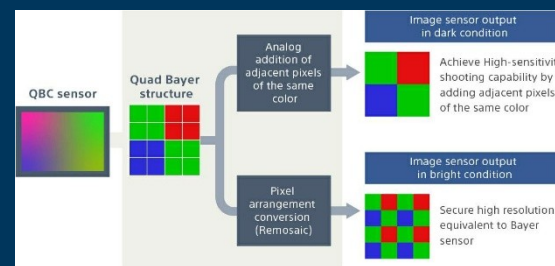 QBC sensor
Quad Bayer
structure
Analog
addition of
adjacent pixels
of the same
color
Pixel
arrangement
conversion
(Remosaic)
Image sensor output
in dark condition
Achieve High-sensitivit
shooting capability by
adding adjacent pixels
of the same color
Image sensor output
in bright condition
Secure high resolution
equivalent to Bayer
sensor